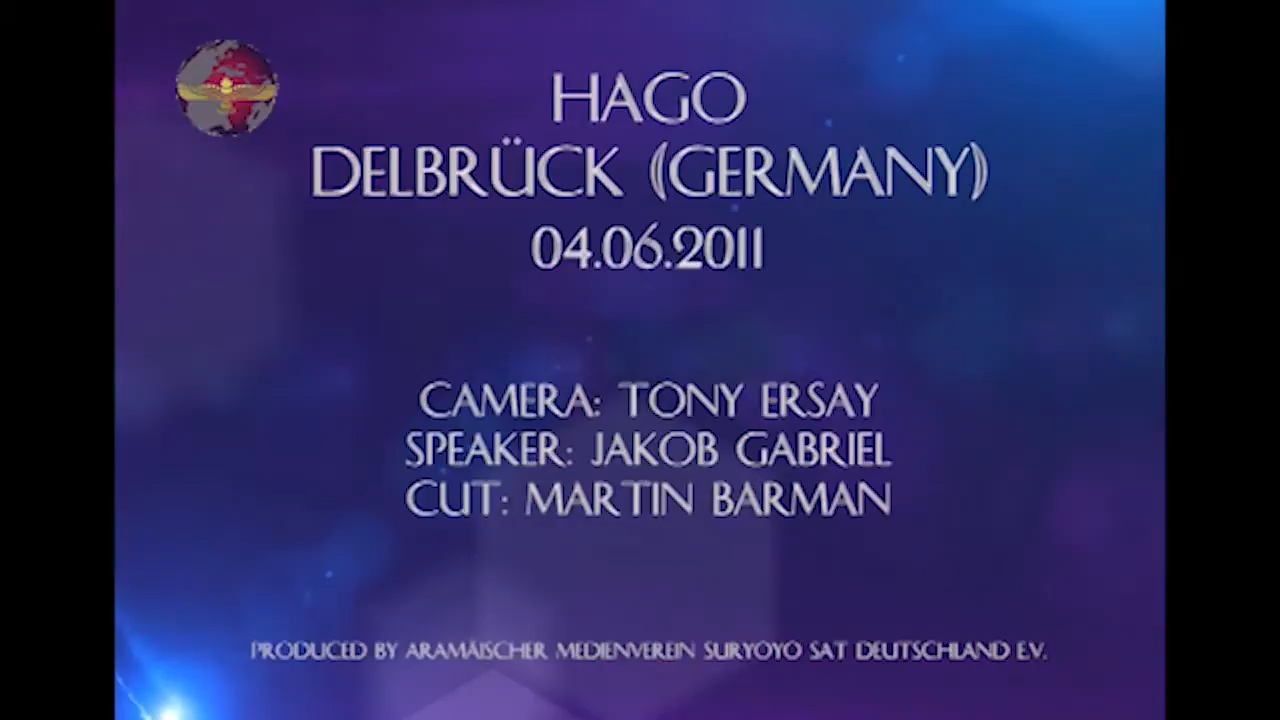 HAGO
DELBRÜCK (GERMANY)
04.06.2011
CAMERA: TONY ERSAY
SPEAKER: JAKOB GABRIEL
CUT: MARTIN BARMAN
PRODUCED BY ARAMÄISCHER MEDIENVEREIN SURYOYO SAT DEUTSCHLAND E.V.